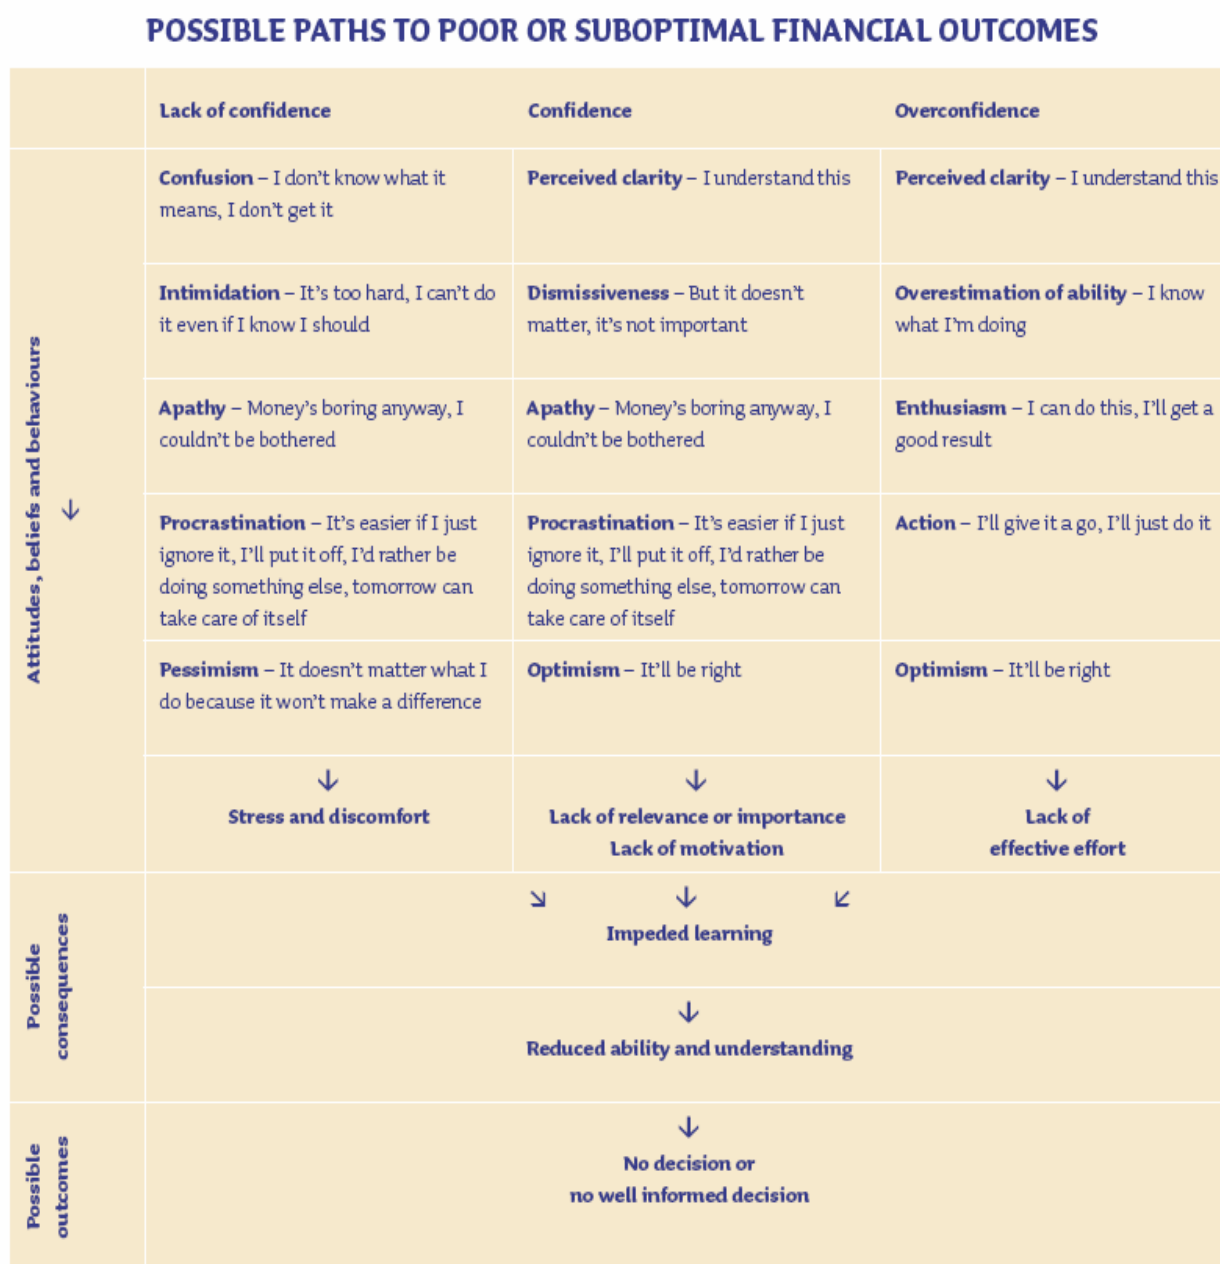 POSSIBLE PATHS TO POOR OR SUBOPTIMAL FINANCIAL OUTCOMES
Lack of confidence
Confidence
Overconfidence
Attitudes, beliefs and behaviours
↓
Confusion – I don't know what it
means, I don't get it
Perceived clarity – I understand this
Perceived clarity – I understand this
Intimidation – It's too hard, I can't do
it even if I know I should
Dismissiveness – But it doesn't
matter, it's not important
Overestimation of ability – I know
what I'm doing
Apathy – Money's boring anyway, I
couldn't be bothered
Apathy – Money's boring anyway, I
couldn't be bothered
Enthusiasm – I can do this, I'll get a
good result
Procrastination – It's easier if I just
ignore it, I'll put it off, I'd rather be
doing something else, tomorrow can
take care of itself
Procrastination – It's easier if I just
ignore it, I'll put it off, I'd rather be
doing something else, tomorrow can
take care of itself
Action – I'll give it a go, I'll just do it
Pessimism – It doesn't matter what I
do because it won't make a difference
Optimism – It'll be right
Optimism – It'll be right
↓
Stress and discomfort
↓
Lack of relevance or importance
Lack of motivation
↓
Lack of
effective effort
Possible
consequences
↘ ↓ ↙
Impeded learning
↓
Reduced ability and understanding
Possible
outcomes
↓
No decision or
no well informed decision